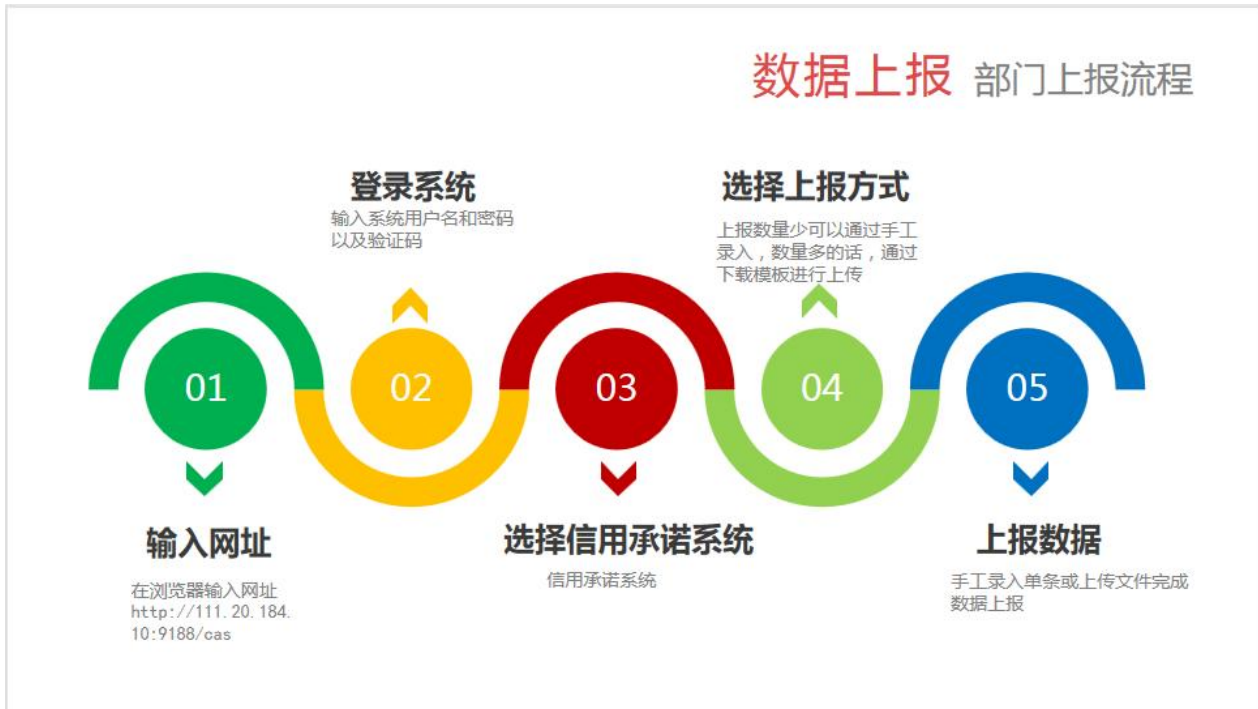 数据上报 部门上报流程
登录系统
输入系统用户名和密码
以及验证码
选择上报方式
上报数量少可以通过手工
录入，数量多的话，通过
下载模板进行上传
01
02
03
04
05
输入网址
在浏览器输入网址
http://111.20.184.
10:9188/cas
选择信用承诺系统
信用承诺系统
上报数据
手工录入单条或上传文件完成
数据上报